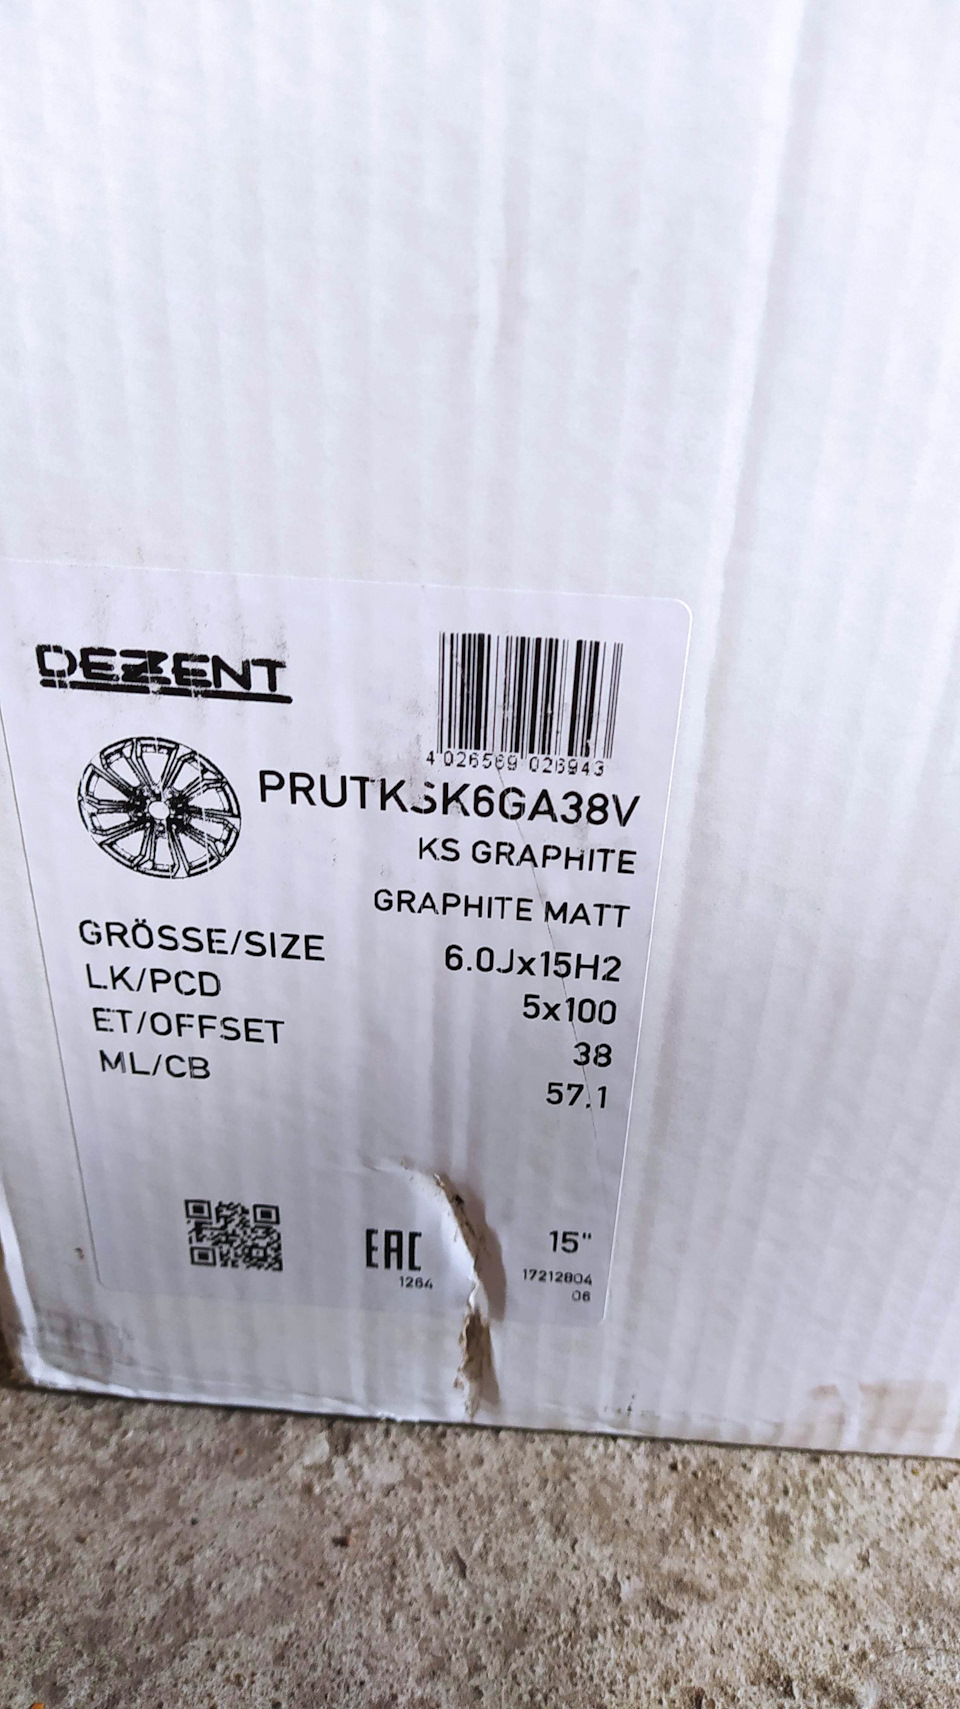 DEZENT
4 026569 026943
PRUTKSK6GA38V
KS GRAPHITE
GRAPHITE MATT
GRÖSSE/SIZE 6.0Jx15H2
LK/PCD 5x100
ET/OFFSET 38
ML/CB 57,1
EAC 15"
1264 17212804
06